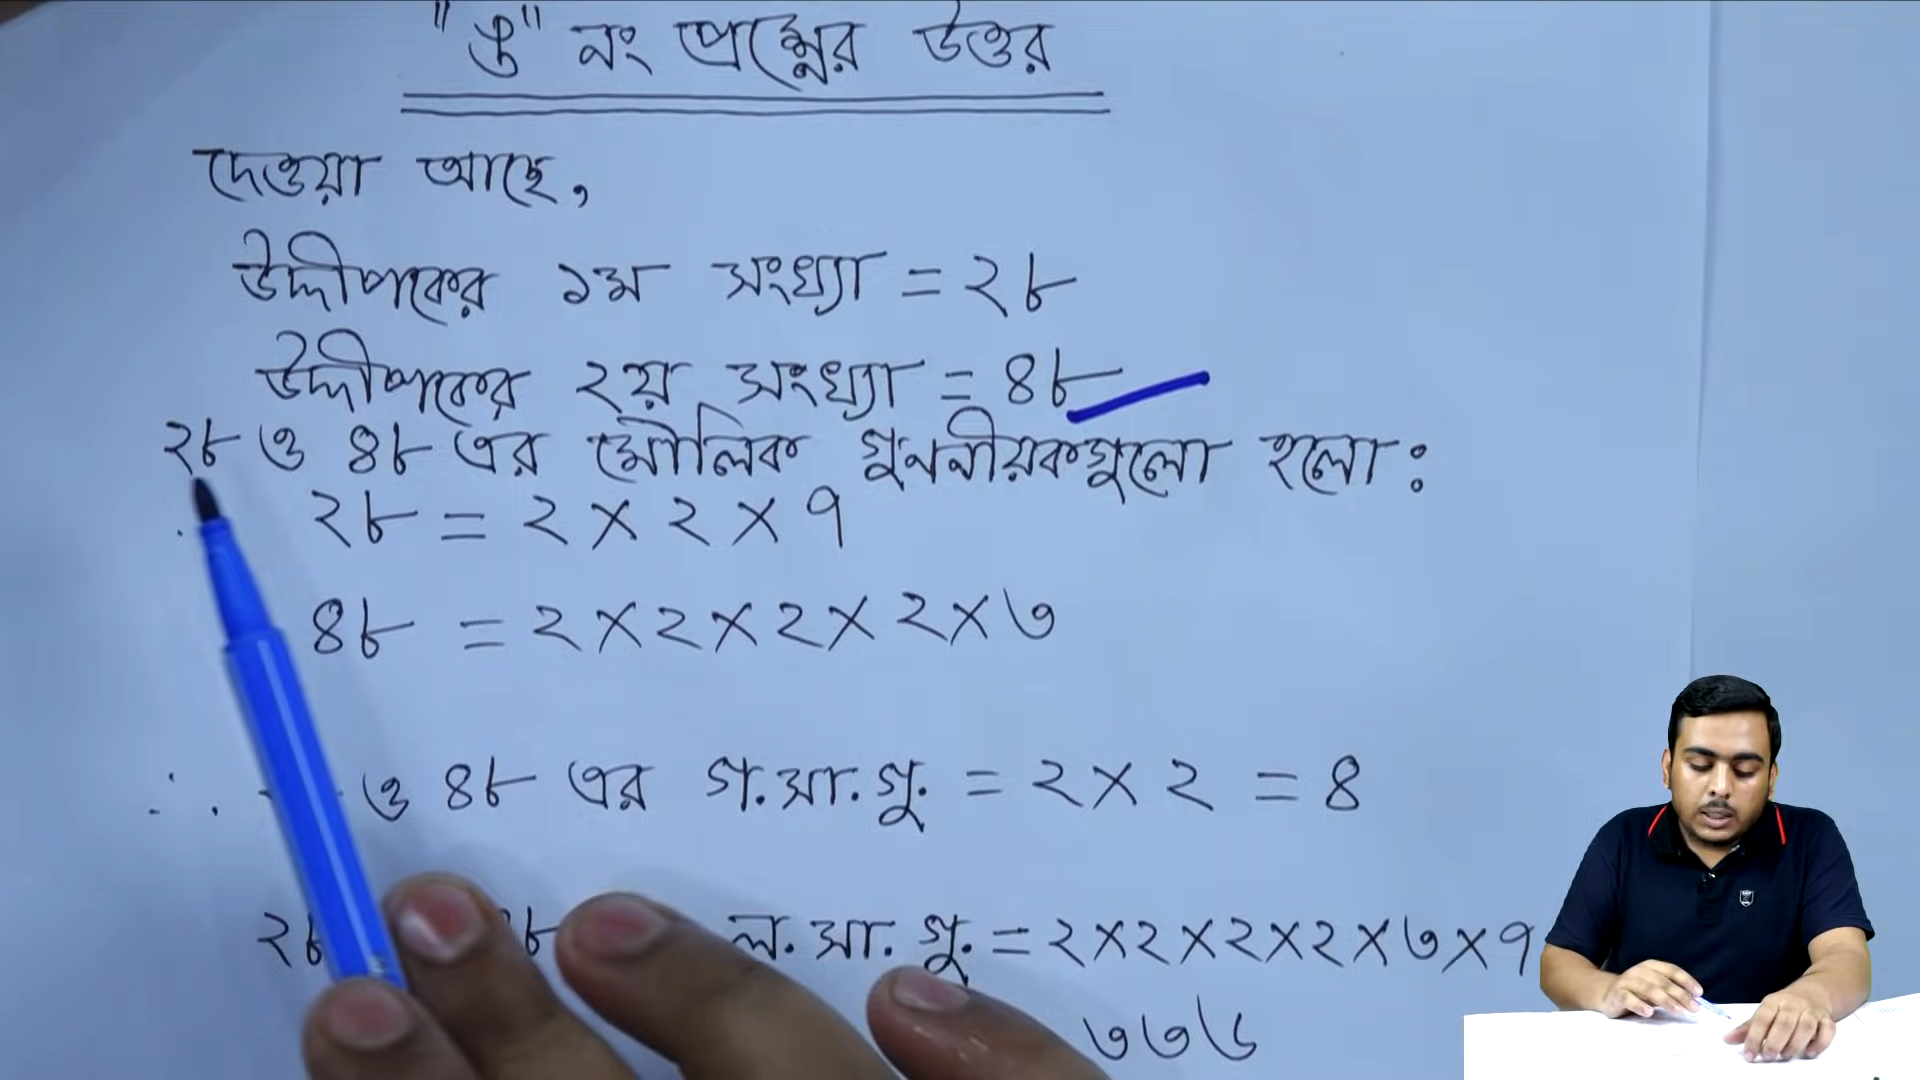 নং প্রশ্নের উত্তর
দেওয়া আছে,
উদ্দীপকের ১ম সংখ্যা = ২৮
উদ্দীপকের ২য় সংখ্যা = ৪৮
২৮ ও ৪৮ এর মৌলিক গুণনীয়কগুলো হলো :
২৮ = ২ × ২ × ৭
৪৮ = ২ × ২ × ২ × ২ × ৩
∴ ও ৪৮ এর গ.সা.গু. = ২ × ২ = ৪
ল.সা.গু. = ২ × ২ × ২ × ২ × ৩ × ৭
৩৩৬